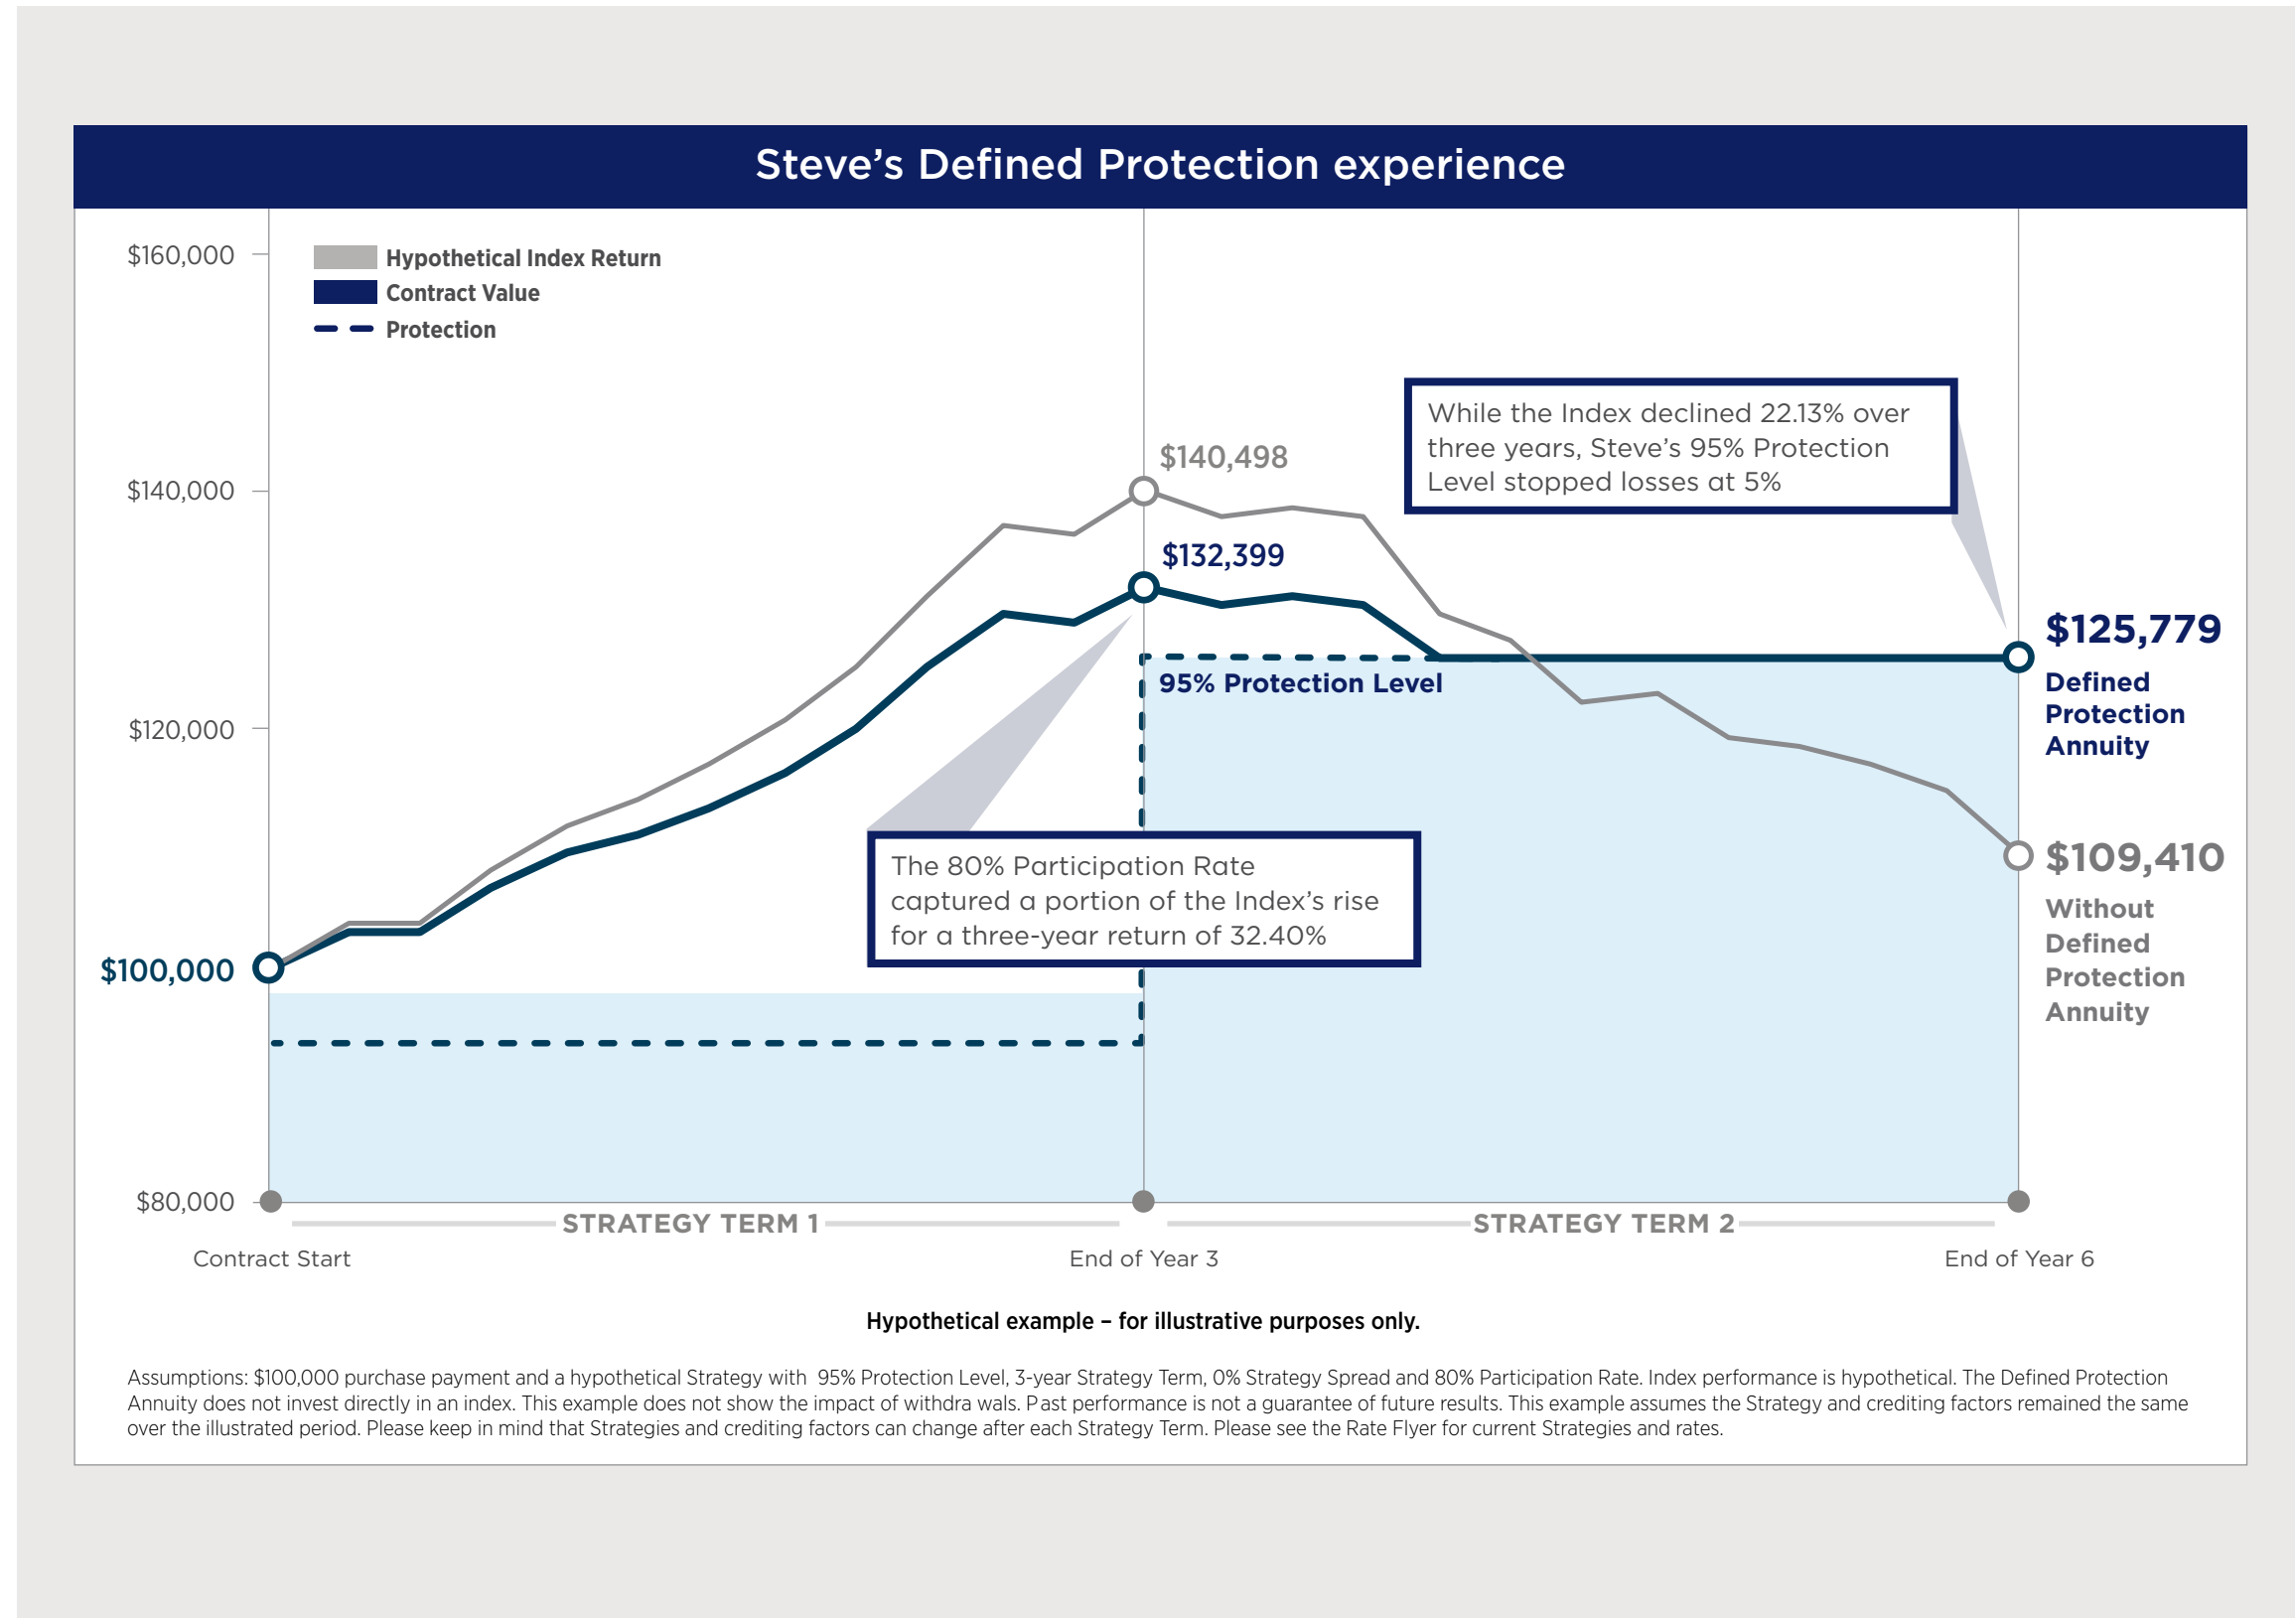 Steve’s Defined Protection experience
$160,000
Hypothetical Index Return
Contract Value
Protection
While the Index declined 22.13% over
three years, Steve’s 95% Protection
Level stopped losses at 5%
$140,498
$140,000
$132,399
$125,779
Defined
Protection
Annuity
95% Protection Level
$120,000
The 80% Participation Rate
captured a portion of the Index’s rise
for a three-year return of 32.40%
$109,410
Without
Defined
Protection
Annuity
$100,000
$80,000
STRATEGY TERM 1
STRATEGY TERM 2
Contract Start
End of Year 3
End of Year 6
Hypothetical example – for illustrative purposes only.
Assumptions: $100,000 purchase payment and a hypothetical Strategy with 95% Protection Level, 3-year Strategy Term, 0% Strategy Spread and 80% Participation Rate. Index performance is hypothetical. The Defined Protection
Annuity does not invest directly in an index. This example does not show the impact of withdra wals. Past performance is not a guarantee of future results. This example assumes the Strategy and crediting factors remained the same
over the illustrated period. Please keep in mind that Strategies and crediting factors can change after each Strategy Term. Please see the Rate Flyer for current Strategies and rates.